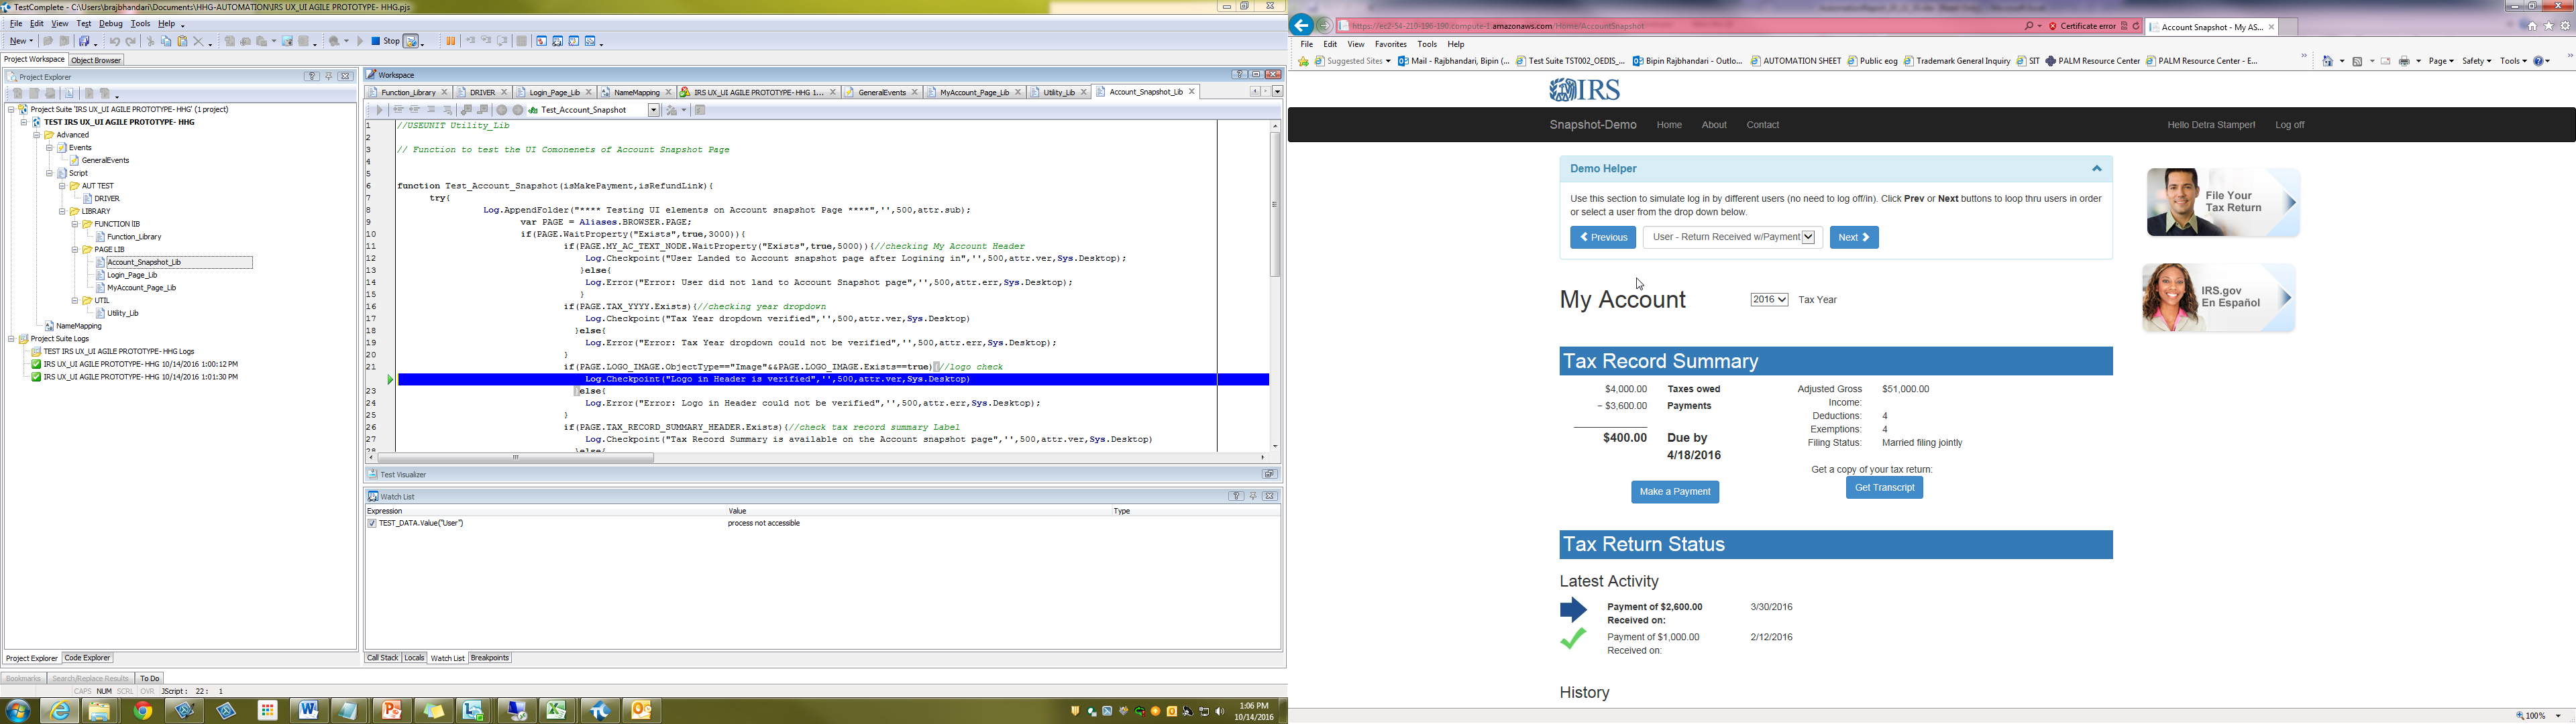 TestComplete - C:\Users\brajbhandari\Documents\HHG-AUTOMATION\IRS UX_UI AGILE PROTOTYPE- HHG.pjs
File Edit View Test Debug Tools Help
New Stop
Project Workspace Object Browser
Project Explorer
Project Suite 'IRS UX_UI AGILE PROTOTYPE-HHG' (1 project)
TEST IRS UX_UI AGILE PROTOTYPE- HHG
Advanced
Events
GeneralEvents
Script
AUT TEST
DRIVER
LIBRARY
FUNCTION lIB
Function_Library
PAGE LIB
Account_Snapshot_Lib
Login_Page_Lib
MyAccount_Page_Lib
UTIL
Utility_Lib
NameMapping
Project Suite Logs
TEST IRS UX_UI AGILE PROTOTYPE- HHG Logs
IRS UX_UI AGILE PROTOTYPE- HHG 10/14/2016 1:00:12 PM
IRS UX_UI AGILE PROTOTYPE- HHG 10/14/2016 1:01:30 PM
Project Explorer Code Explorer
Workspace
Function_Library DRIVER Login_Page_Lib NameMapping IRS UX_UI AGILE PROTOTYPE- HHG 1... GeneralEvents MyAccount_Page_Lib Utility_Lib Account_Snapshot_Lib
Test_Account_Snapshot
1 //USEUNIT Utility_Lib
2
3 // Function to test the UI Comonenets of Account Snapshot Page
4
5
6 function Test_Account_Snapshot(isMakePayment,isRefundLink){
7 try{
8 Log.AppendFolder("**** Testing UI elements on Account snapshot Page ****",'',500,attr.sub);
9 var PAGE = Aliases.BROWSER.PAGE;
10 if(PAGE.WaitProperty("Exists",true,3000)){
11 if(PAGE.MY_AC_TEXT_NODE.WaitProperty("Exists",true,5000)){//checking My Account Header
12 Log.Checkpoint("User Landed to Account snapshot page after Logining in",'',500,attr.ver,Sys.Desktop);
13 }else{
14 Log.Error("Error: User did not land to Account Snapshot page",'',500,attr.err,Sys.Desktop);
15 }
16 if(PAGE.TAX_YYYY.Exists){//checking year dropdown
17 Log.Checkpoint("Tax Year dropdown verified",'',500,attr.ver,Sys.Desktop)
18 }else{
19 Log.Error("Error: Tax Year dropdown could not be verified",'',500,attr.err,Sys.Desktop);
20 }
21 if(PAGE.LOGO_IMAGE.ObjectType=="Image"&&PAGE.LOGO_IMAGE.Exists==true){//logo check
Log.Checkpoint("Logo in Header is verified",'',500,attr.ver,Sys.Desktop)
23 }else{
24 Log.Error("Error: Logo in Header could not be verified",'',500,attr.err,Sys.Desktop);
25 }
26 if(PAGE.TAX_RECORD_SUMMARY_HEADER.Exists){//check tax record summary Label
27 Log.Checkpoint("Tax Record Summary is available on the Account snapshot page",'',500,attr.ver,Sys.Desktop)
28 }else{
Test Visualizer
Watch List
Expression Value Type
TEST_DATA.Value("User") process not accessible
Call Stack Locals Watch List Breakpoints
Bookmarks Search/Replace Results To Do
CAPS NUM SCRL OVR JScript : 22 : 1
1:06 PM
10/14/2016
https://ec2-54-210-196-190.compute-1.amazonaws.com/Home/AccountSnapshot
Certificate error
Account Snapshot - My AS...
File Edit View Favorites Tools Help
Suggested Sites Mail - Rajbhandari, Bipin (... Test Suite TST002_OEDIS_... Bipin Rajbhandari - Outlo... AUTOMATION SHEET Public eog Trademark General Inquiry SIT PALM Resource Center PALM Resource Center - E...
Page Safety Tools
IRS
Snapshot-Demo Home About Contact Hello Detra Stamper! Log off
Demo Helper
Use this section to simulate log in by different users (no need to log off/in). Click Prev or Next buttons to loop thru users in order
or select a user from the drop down below.
Previous User - Return Received w/Payment Next
My Account 2016 Tax Year
File Your
Tax Return
IRS.gov
En Español
Tax Record Summary
$4,000.00 Taxes owed
− $3,600.00 Payments
$400.00 Due by
4/18/2016
Make a Payment
Adjusted Gross
Income: $51,000.00
Deductions: 4
Exemptions: 4
Filing Status: Married filing jointly
Get a copy of your tax return:
Get Transcript
Tax Return Status
Latest Activity
Payment of $2,600.00
Received on: 3/30/2016
Payment of $1,000.00
Received on: 2/12/2016
History
100%